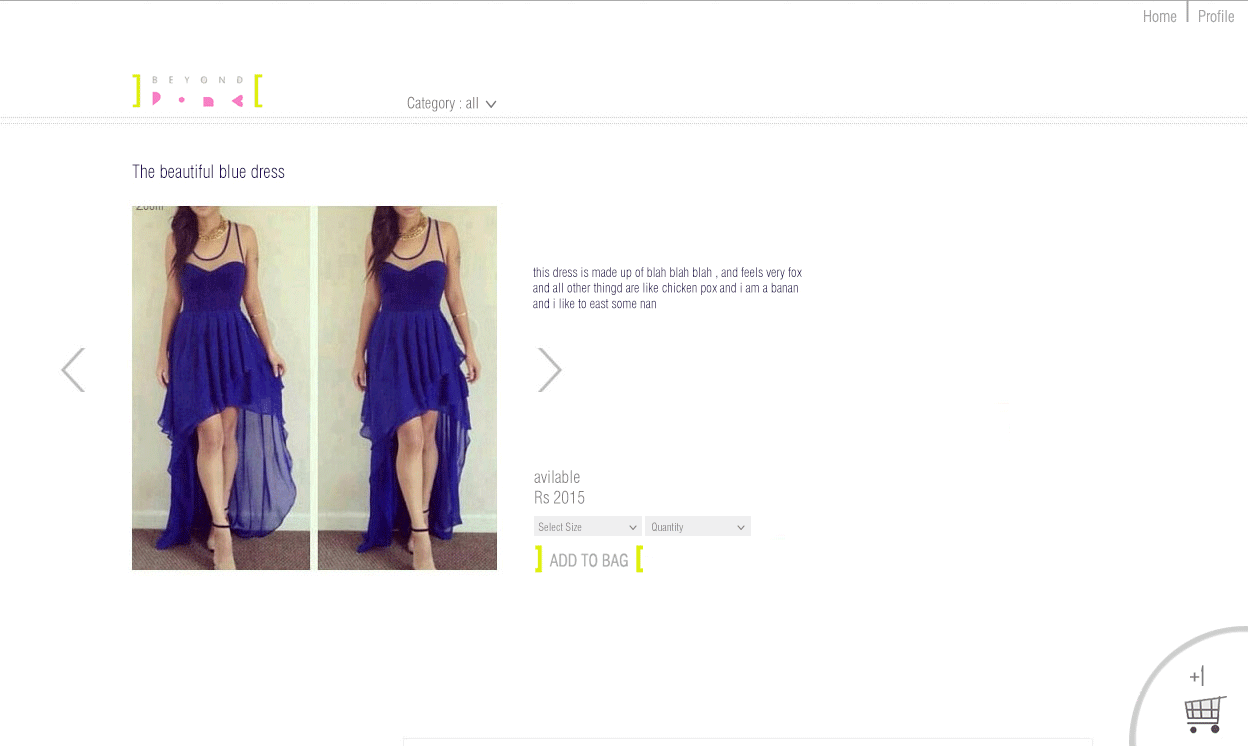 Home Profile
BEYOND
Category : all
The beautiful blue dress
Zoom
this dress is made up of blah blah blah , and feels very fox
and all other thingd are like chicken pox and i am a banan
and i like to east some nan
avilable
Rs 2015
Select Size Quantity
] ADD TO BAG [
+